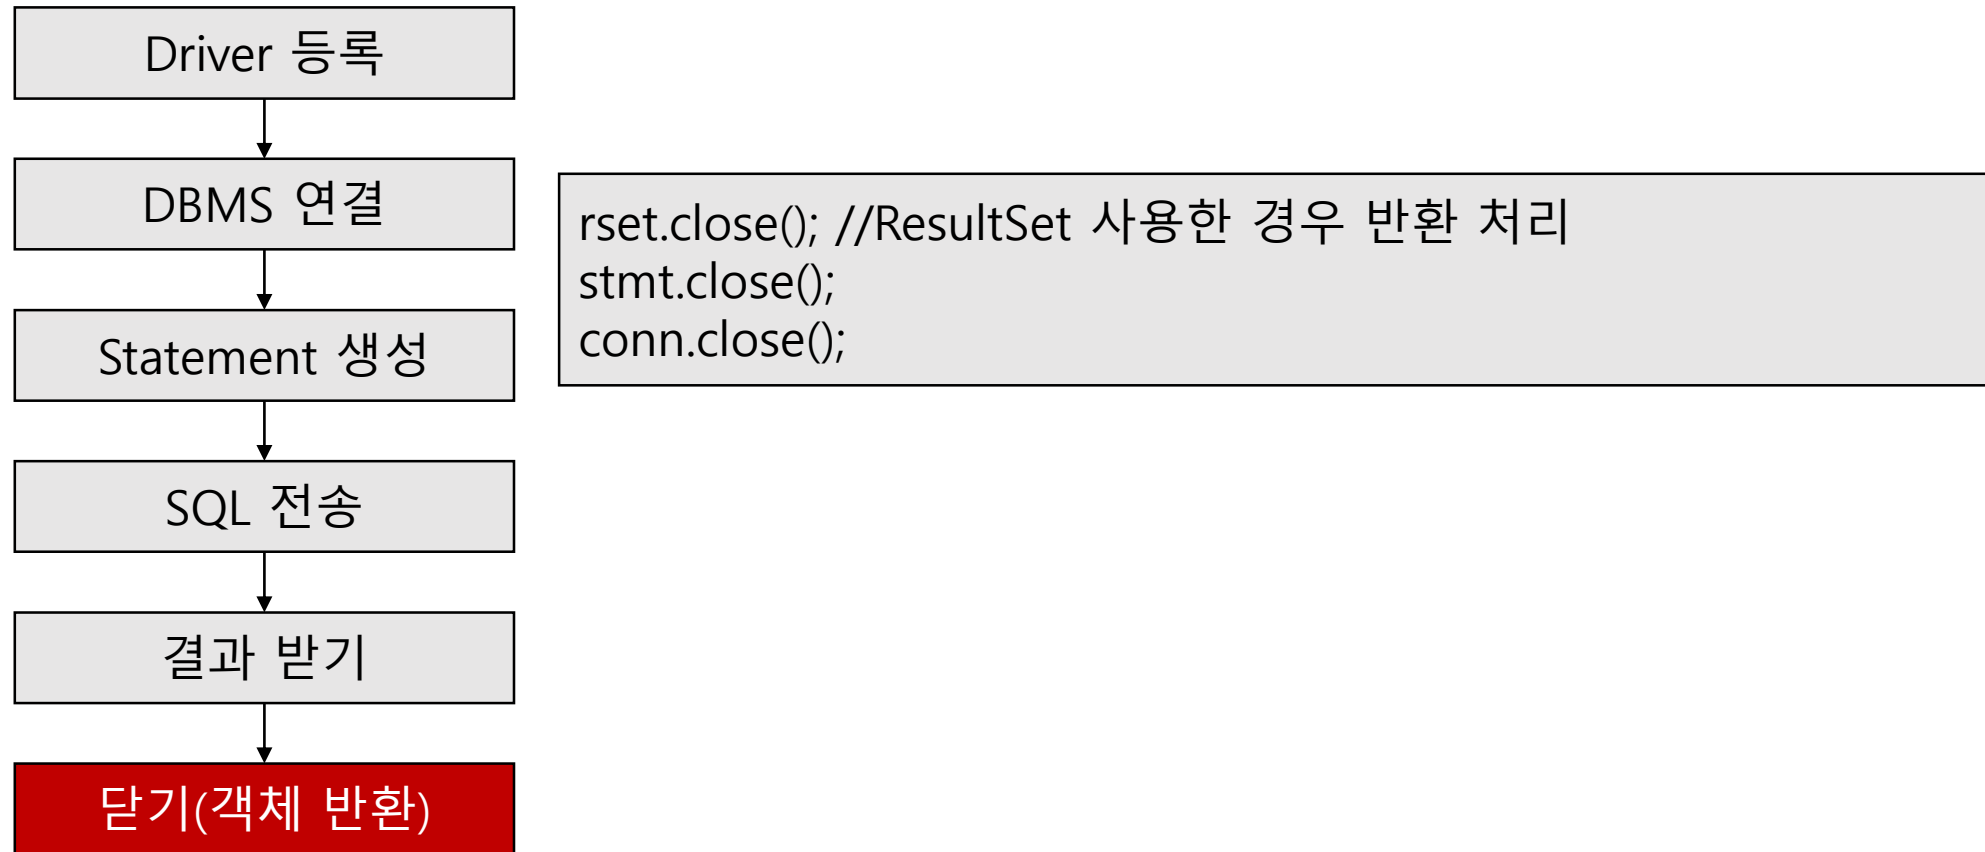 Driver 등록
DBMS 연결
Statement 생성
SQL 전송
결과 받기
닫기(객체 반환)
rset.close(); //ResultSet 사용한 경우 반환 처리
stmt.close();
conn.close();